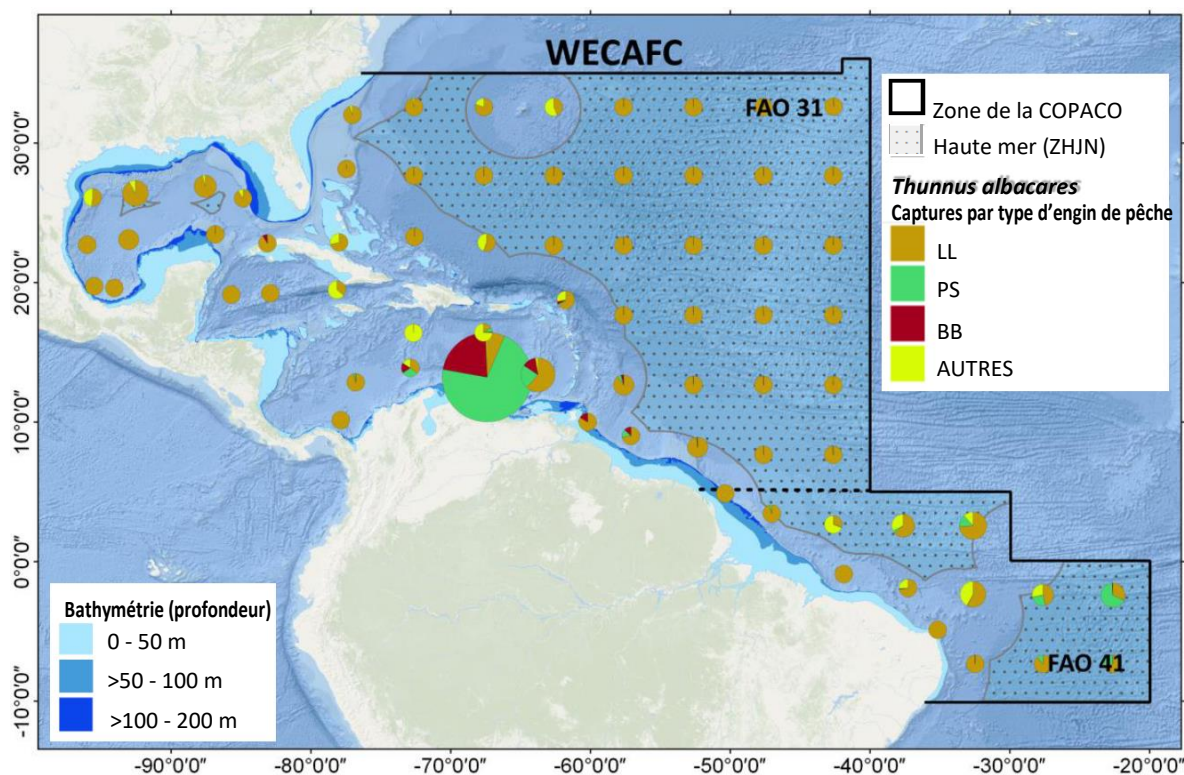 WECAFC
FAO 31
Zone de la COPACO
Haute mer (ZHJN)
Thunnus albacares
Captures par type d’engin de pêche
LL
PS
BB
AUTRES
30°0′0″
20°0′0″
10°0′0″
0°0′0″
-10°0′0″
FAO 41
Bathymétrie (profondeur)
0 - 50 m
>50 - 100 m
>100 - 200 m
-90°0′0″ -80°0′0″ -70°0′0″ -60°0′0″ -50°0′0″ -40°0′0″ -30°0′0″ -20°0′0″